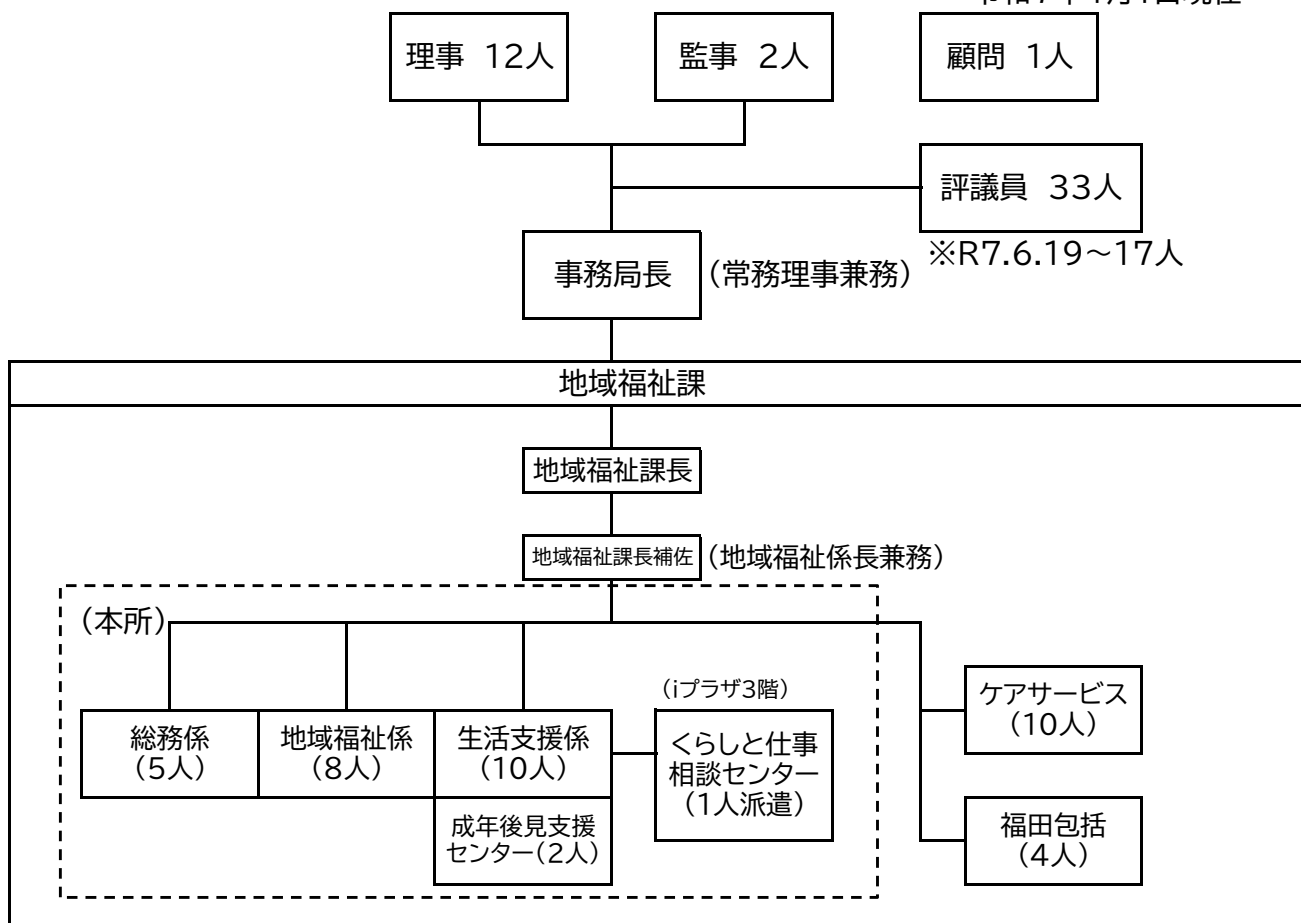 理事 12人
監事 2人
顧問 1人
評議員 33人
※R7.6.19～17人
事務局長
(常務理事兼務)
地域福祉課
地域福祉課長
地域福祉課長補佐
(地域福祉係長兼務)
(本所)
(iプラザ3階)
総務係
(5人)
地域福祉係
(8人)
生活支援係
(10人)
くらしと仕事
相談センター
(1人派遣)
成年後見支援
センター(2人)
ケアサービス
(10人)
福田包括
(4人)